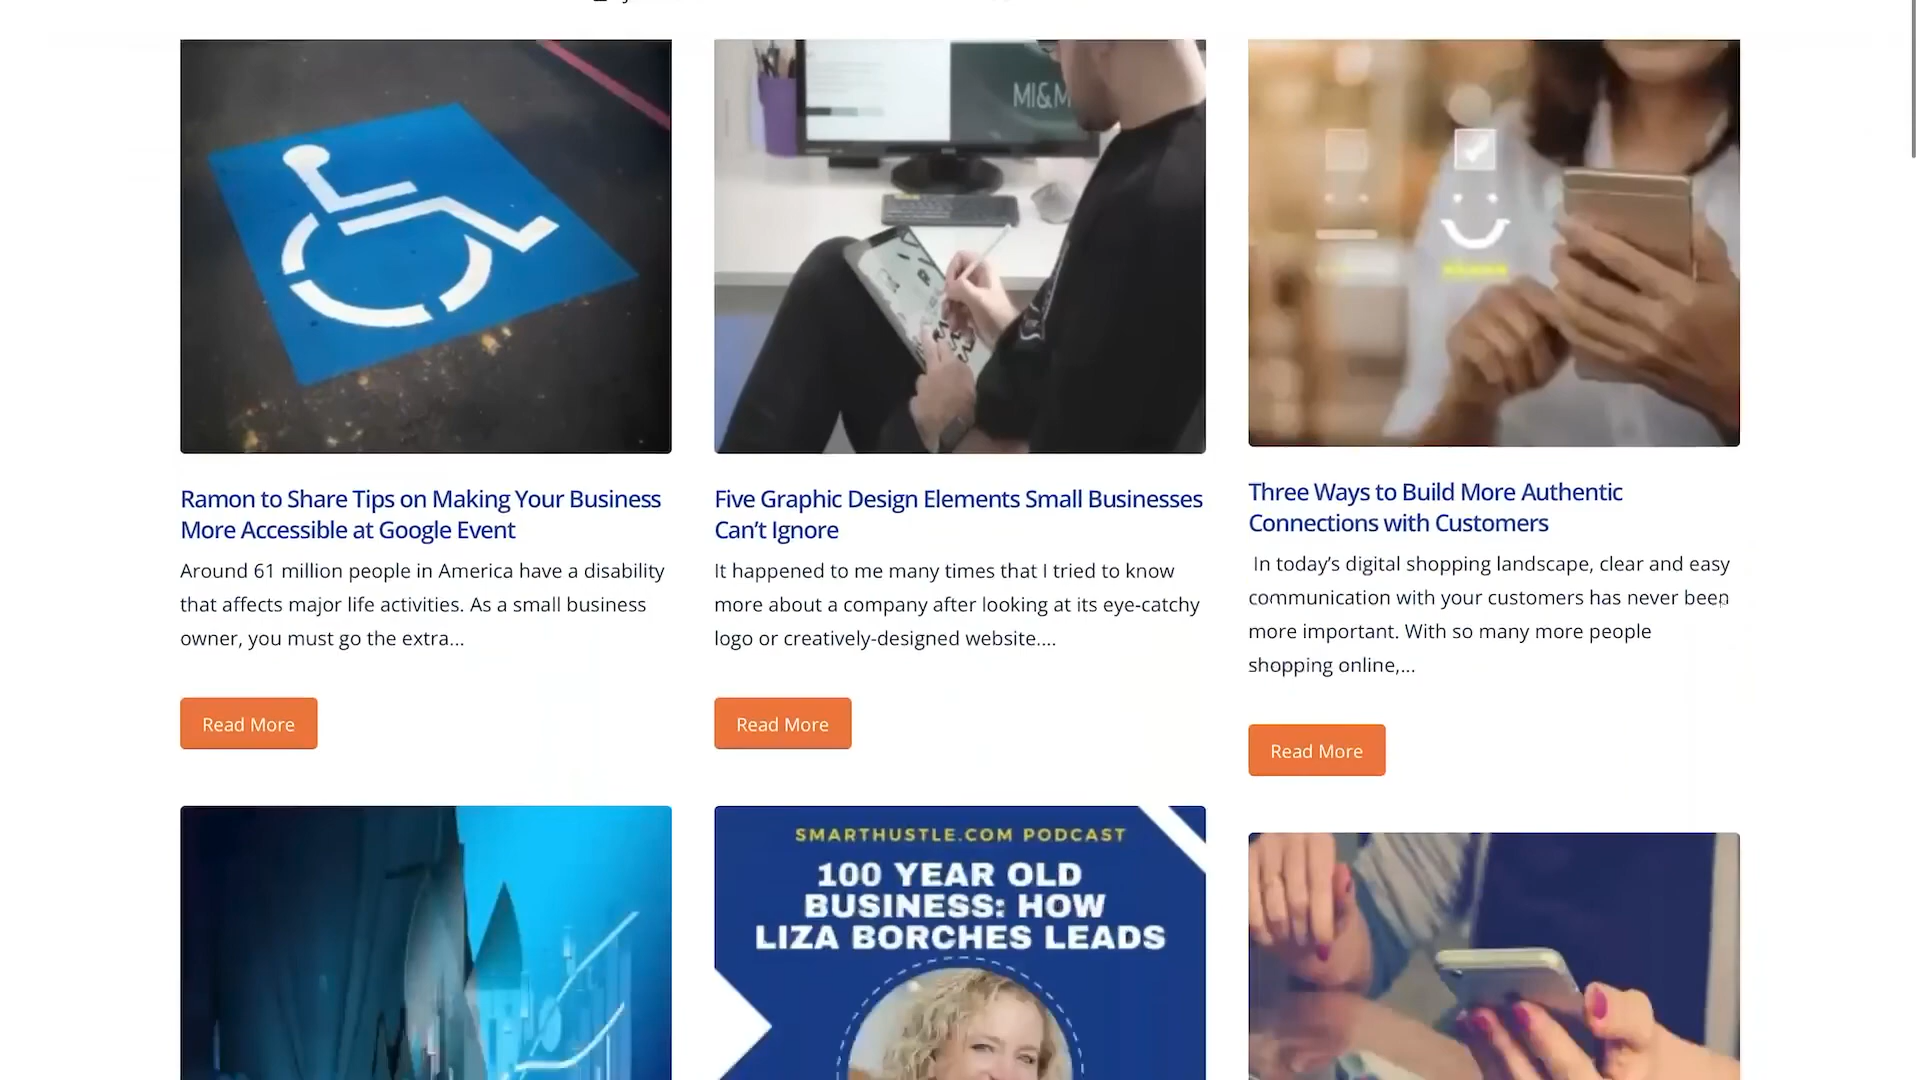 MI&M
Ramon to Share Tips on Making Your Business
More Accessible at Google Event
Around 61 million people in America have a disability
that affects major life activities. As a small business
owner, you must go the extra...
Read More
Five Graphic Design Elements Small Businesses
Can’t Ignore
It happened to me many times that I tried to know
more about a company after looking at its eye-catchy
logo or creatively-designed website....
Read More
Three Ways to Build More Authentic
Connections with Customers
In today’s digital shopping landscape, clear and easy
communication with your customers has never been
more important. With so many more people
shopping online,...
Read More
SMARTHUSTLE.COM PODCAST
100 YEAR OLD
BUSINESS: HOW
LIZA BORCHES LEADS